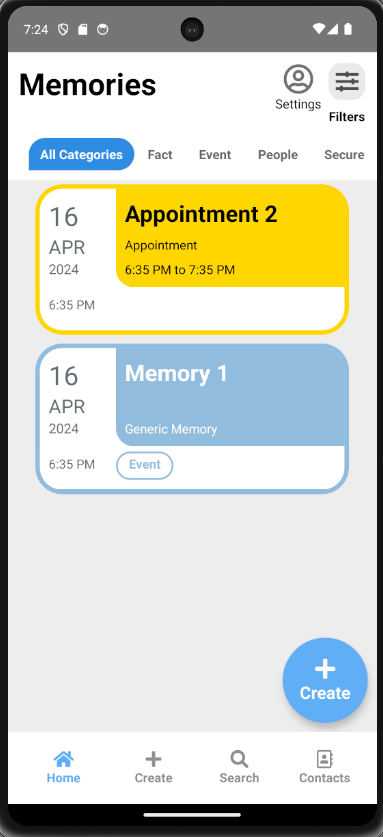 7:24
Memories
Settings
Filters
All Categories Fact Event People Secure
16
APR
2024
6:35 PM
Appointment 2
Appointment
6:35 PM to 7:35 PM
16
APR
2024
6:35 PM
Memory 1
Generic Memory
Event
Create
Home Create Search Contacts